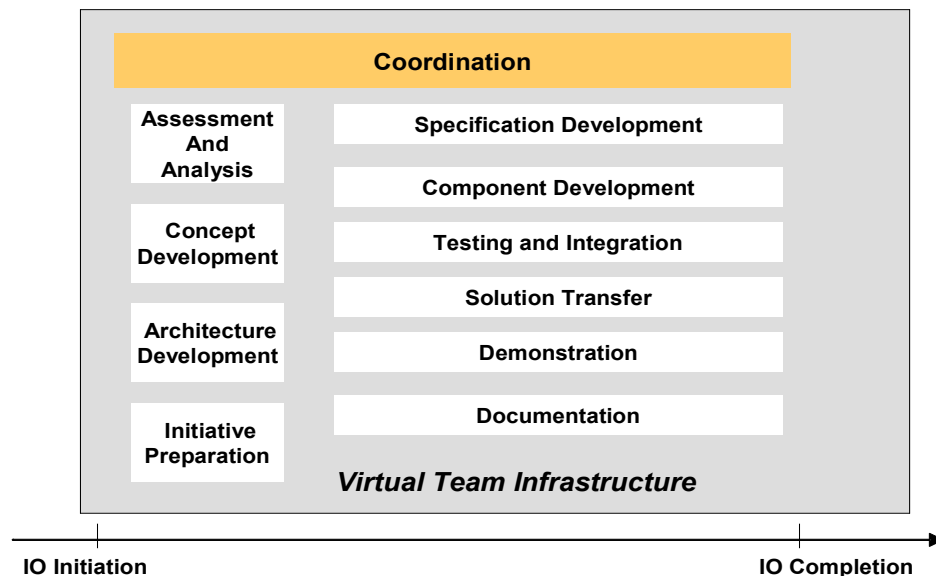 Coordination
Assessment
And
Analysis
Concept
Development
Architecture
Development
Initiative
Preparation
Specification Development
Component Development
Testing and Integration
Solution Transfer
Demonstration
Documentation
Virtual Team Infrastructure
IO Initiation
IO Completion